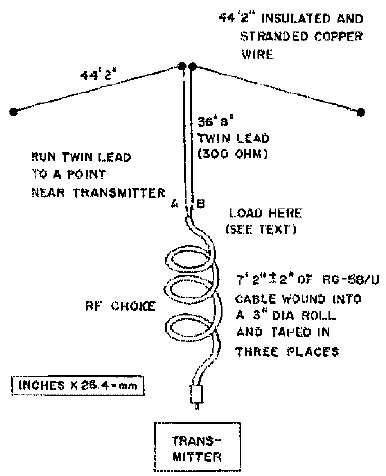 44'2" INSULATED AND
STRANDED COPPER
WIRE
44'2"
36'8"
TWIN LEAD
(300 OHM)
RUN TWIN LEAD
TO A POINT
NEAR TRANSMITTER
A B
LOAD HERE
(SEE TEXT)
7'2"±2" OF RG-58/U
CABLE WOUND INTO
A 3" DIA ROLL
AND TAPED IN
THREE PLACES
RF CHOKE
INCHES X 25.4=mm
TRANS-
MITTER